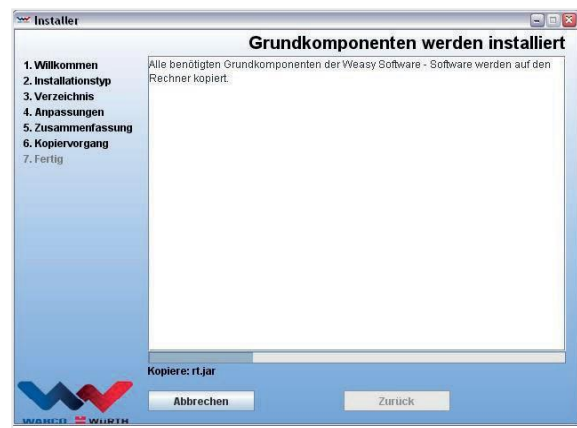 Installer
Grundkomponenten werden installiert
1. Willkommen
2. Installationstyp
3. Verzeichnis
4. Anpassungen
5. Zusammenfassung
6. Kopiervorgang
7. Fertig
Alle benötigten Grundkomponenten der Weasy Software - Software werden auf den
Rechner kopiert.
Kopiere: rt.jar
Abbrechen
Zurück
WABCO WÜRTH